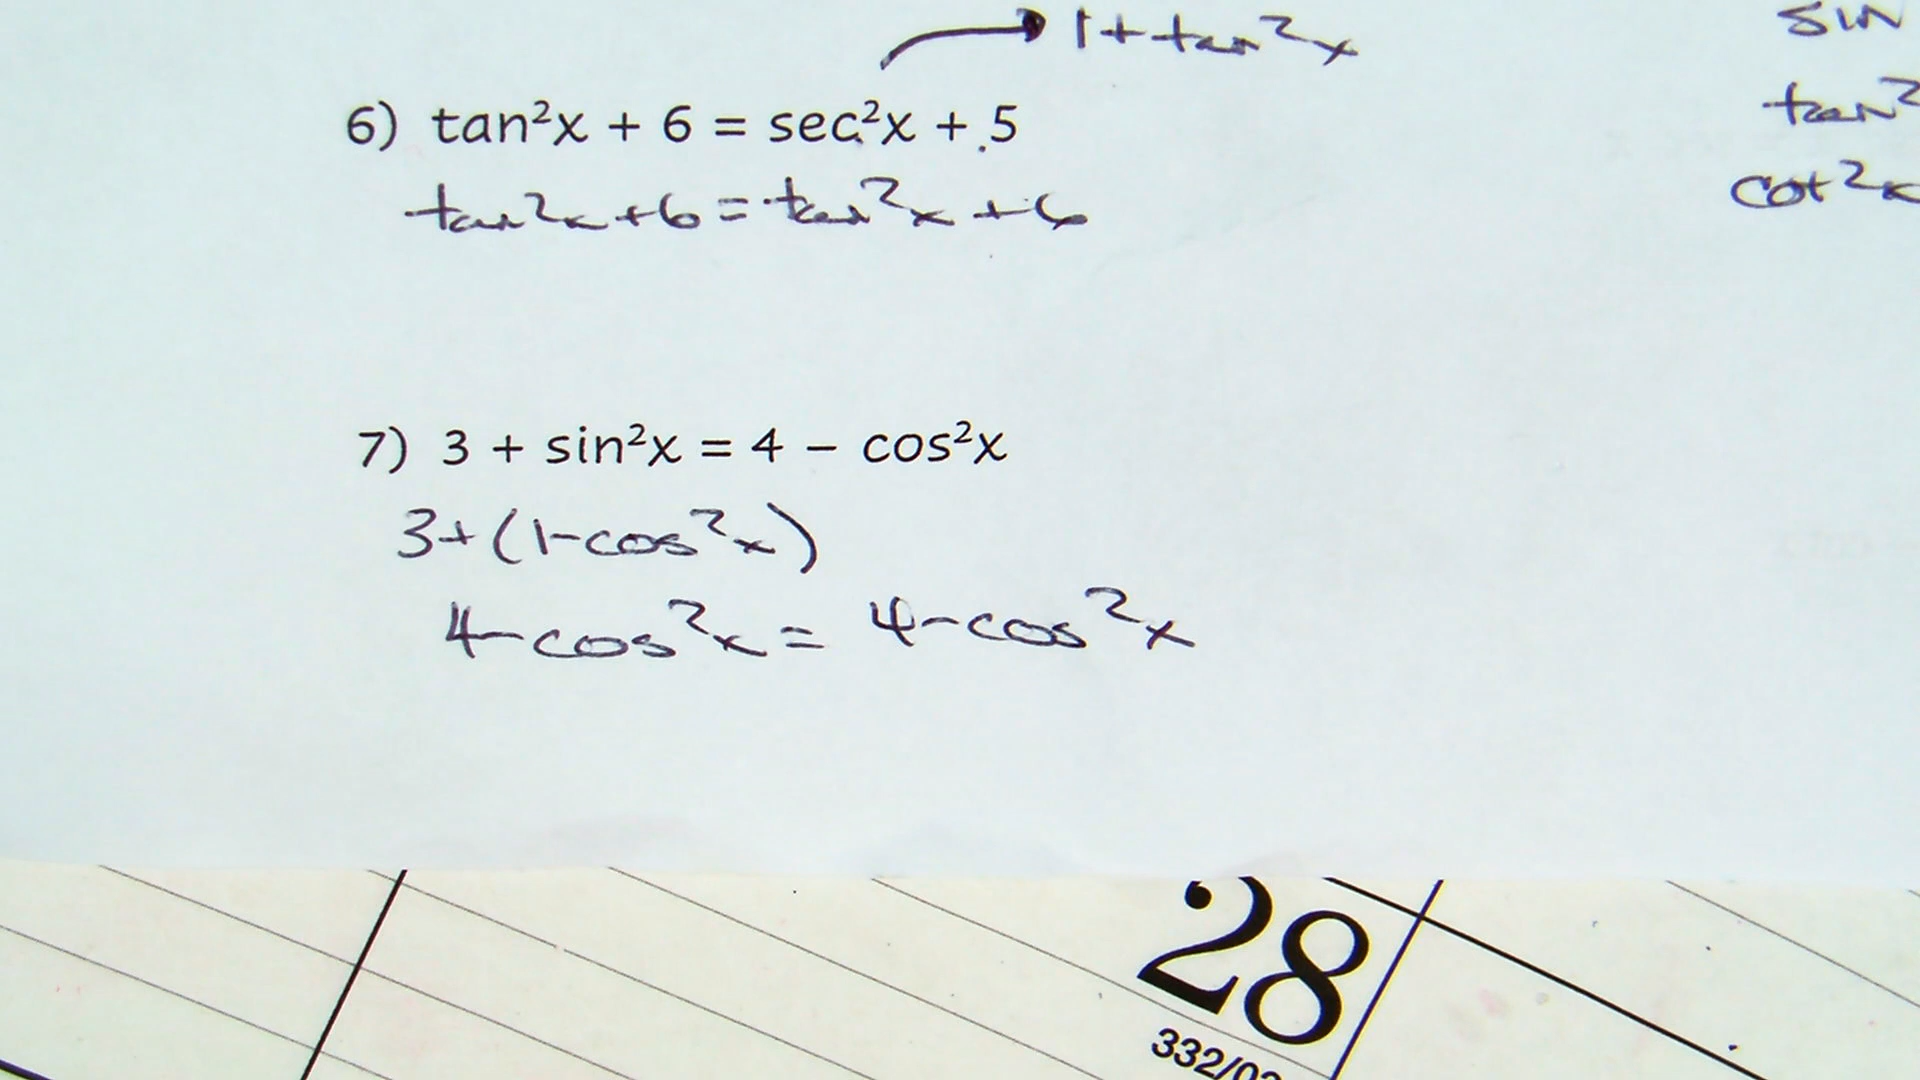 1+tan²x
6) tan²x + 6 = sec²x + 5
tan²x+6=tan²x+6
7) 3 + sin²x = 4 – cos²x
3+(1-cos²x)
4-cos²x= 4-cos²x
sin
tan²
cot²x
28